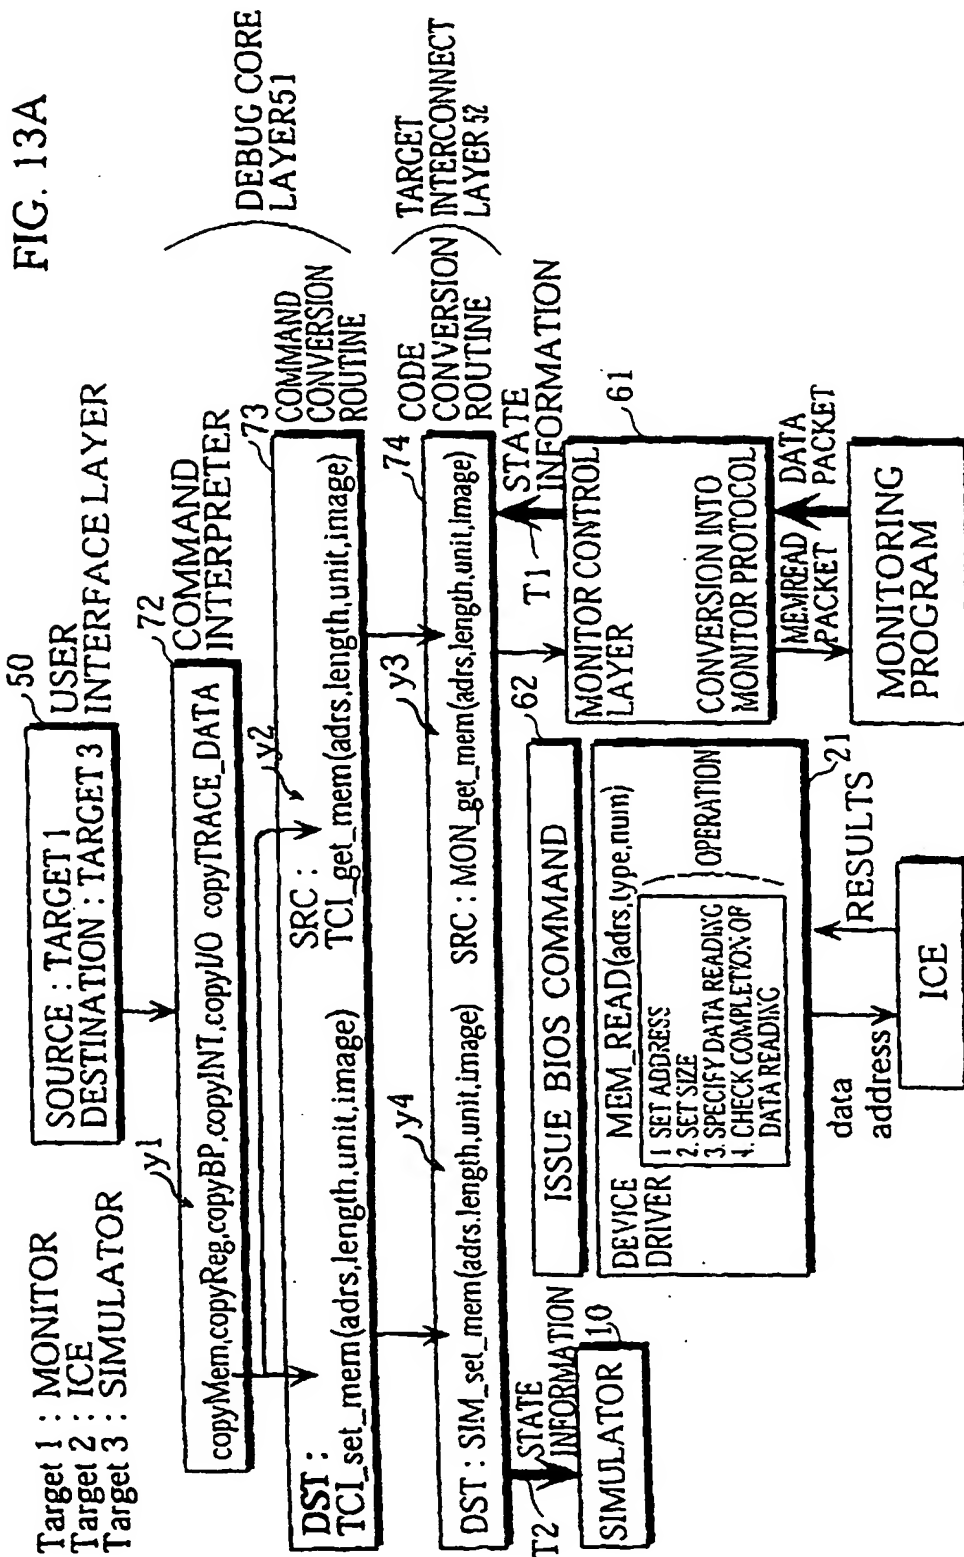 FIG. 13A
Target 1 : MONITOR
Target 2 : ICE
Target 3 : SIMULATOR
50
SOURCE : TARGET 1
DESTINATION : TARGET 3
USER
INTERFACE LAYER
y1
72
copyMem,copyReg,copyBP,copyINT,copyI/O copyTRACE_DATA
COMMAND
INTERPRETER
DEBUG CORE
LAYER51
y2
73
DST :
TCI_set_mem(adrs,length,unit,image)
SRC :
TCI_get_mem(adrs,length,unit,image)
COMMAND
CONVERSION
ROUTINE
y4
y3
74
DST : SIM_set_mem(adrs.length,unit,image)
SRC : MON_get_mem(adrs,length,unit,image)
CODE
CONVERSION
ROUTINE
TARGET
INTERCONNECT
LAYER 52
T2
STATE
INFORMATION
10
SIMULATOR
62
ISSUE BIOS COMMAND
DEVICE
DRIVER
MEM_READ(adrs,type,num)
1 SET ADDRESS
2. SET SIZE
3. SPECIFY DATA READING
4. CHECK COMPLETION OF
DATA READING
OPERATION
21
data
address
RESULTS
ICE
T1
STATE
INFORMATION
61
MONITOR CONTROL
LAYER
CONVERSION INTO
MONITOR PROTOCOL
MEMREAD
PACKET
DATA
PACKET
MONITORING
PROGRAM